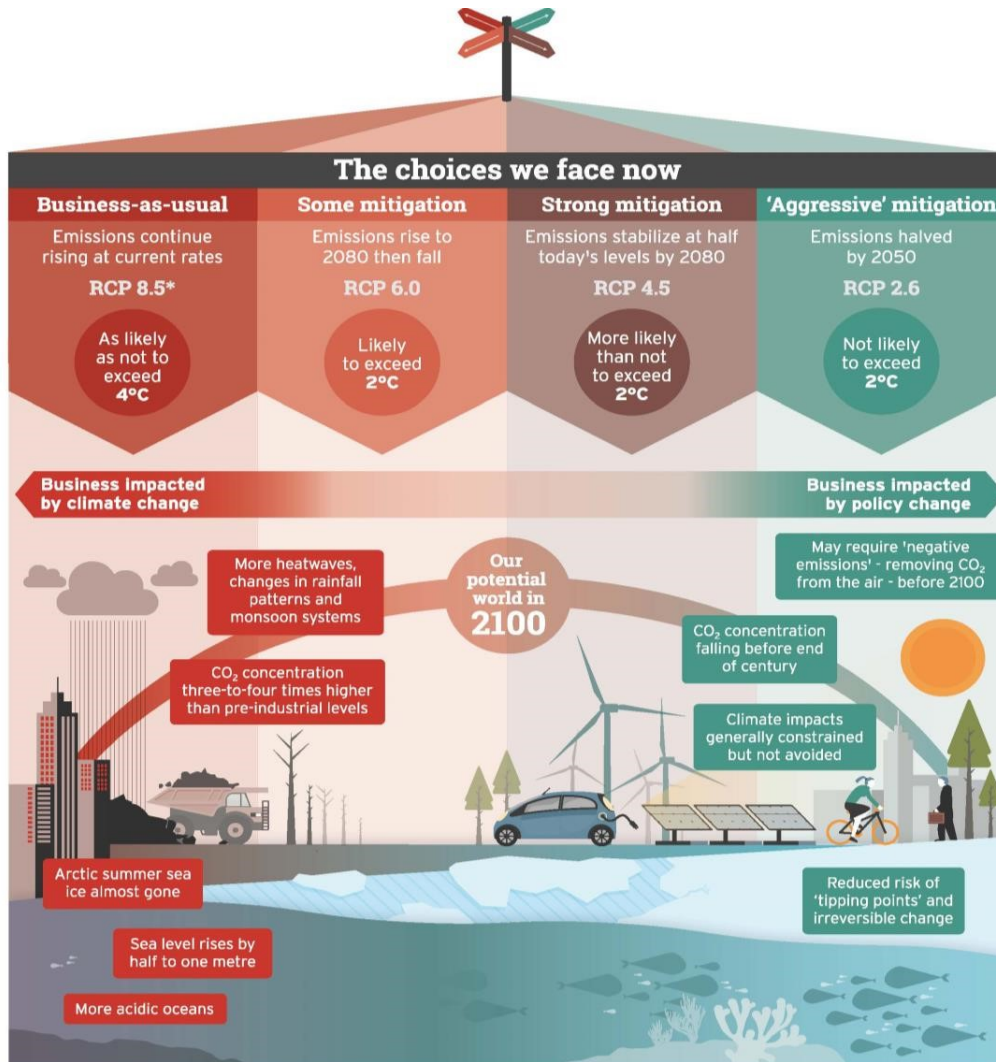 The choices we face now
Business-as-usual
Emissions continue
rising at current rates
RCP 8.5*
As likely
as not to
exceed
4°C
Some mitigation
Emissions rise to
2080 then fall
RCP 6.0
Likely
to exceed
2°C
Strong mitigation
Emissions stabilize at half
today's levels by 2080
RCP 4.5
More likely
than not
to exceed
2°C
'Aggressive' mitigation
Emissions halved
by 2050
RCP 2.6
Not likely
to exceed
2°C
Business impacted
by climate change
Business impacted
by policy change
Our
potential
world in
2100
More heatwaves,
changes in rainfall
patterns and
monsoon systems
CO₂ concentration
three-to-four times higher
than pre-industrial levels
May require 'negative
emissions' - removing CO₂
from the air - before 2100
CO₂ concentration
falling before end
of century
Climate impacts
generally constrained
but not avoided
Arctic summer sea
ice almost gone
Sea level rises by
half to one metre
More acidic oceans
Reduced risk of
'tipping points' and
irreversible change